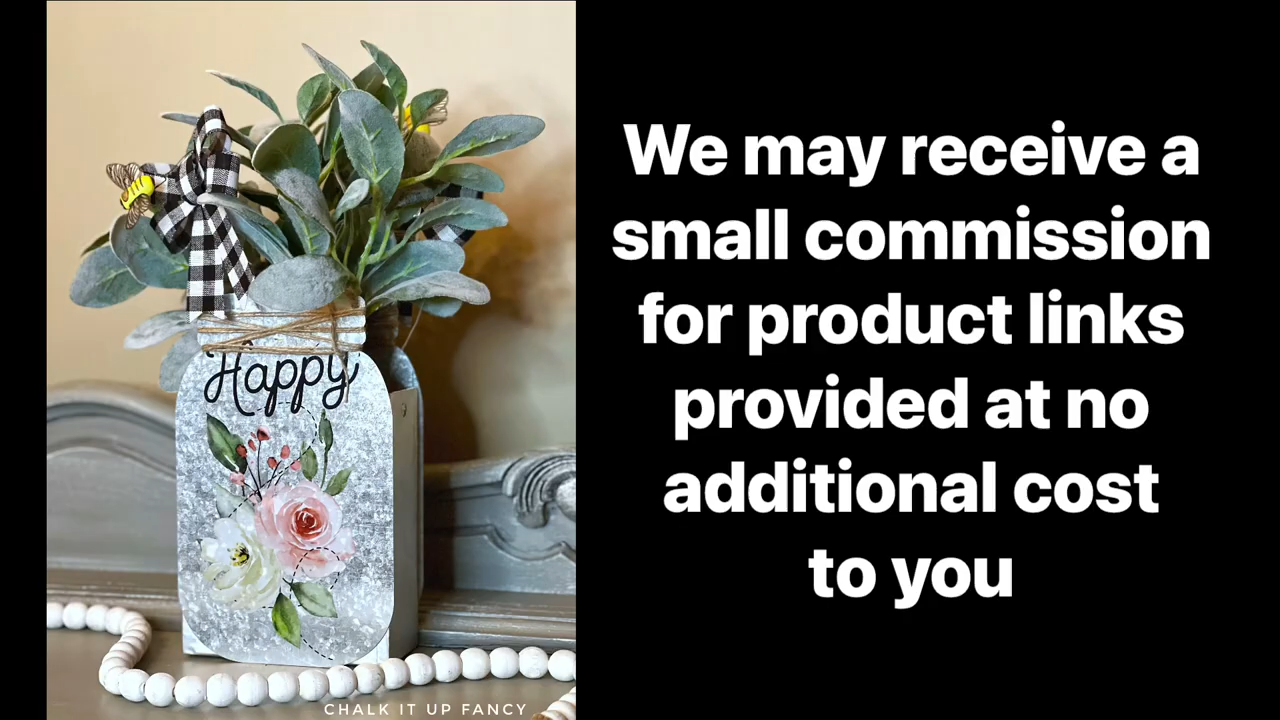 Happy
CHALK IT UP FANCY
We may receive a
small commission
for product links
provided at no
additional cost
to you